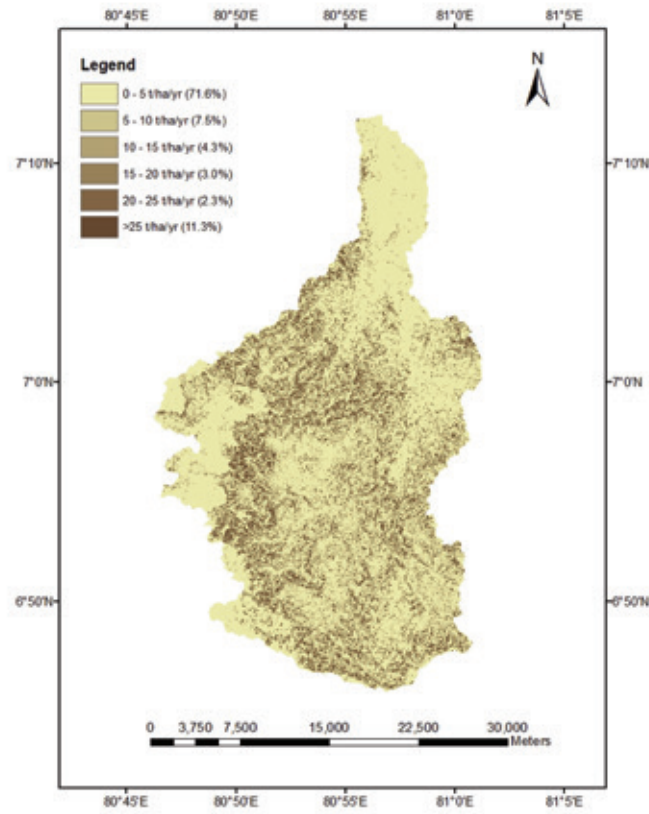 80°45'E 80°50'E 80°55'E 81°0'E 81°5'E
Legend
N
0 - 5 t/ha/yr (71.6%)
5 - 10 t/ha/yr (7.5%)
10 - 15 t/ha/yr (4.3%)
15 - 20 t/ha/yr (3.0%)
20 - 25 t/ha/yr (2.3%)
>25 t/ha/yr (11.3%)
7°10'N 7°10'N
7°0'N 7°0'N
6°50'N 6°50'N
0 3,750 7,500 15,000 22,500 30,000
Meters
80°45'E 80°50'E 80°55'E 81°0'E 81°5'E